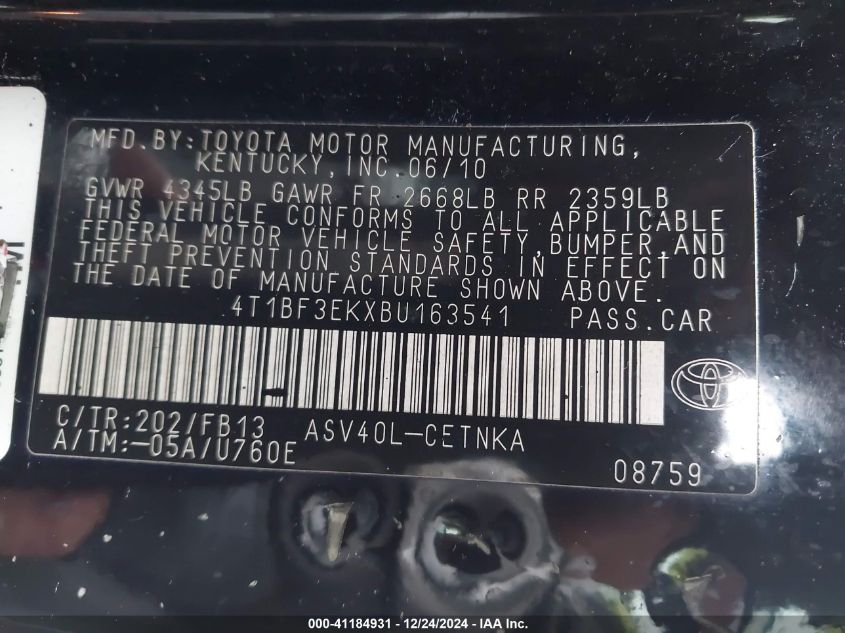 MFD.BY:TOYOTA MOTOR MANUFACTURING,
KENTUCKY,INC.06/10
GVWR 4345LB GAWR FR 2668LB RR 2359LB
THIS VEHICLE CONFORMS TO ALL APPLICABLE
FEDERAL MOTOR VEHICLE SAFETY,BUMPER,AND
THEFT PREVENTION STANDARDS IN EFFECT ON
THE DATE OF MANUFACTURE SHOWN ABOVE.
4T1BF3EKXBU163541 PASS.CAR
C/TR:202/FB13 ASV40L-CETNKA
A/TM:-05A/U760E
08759
000-41184931 - 12/24/2024 - IAA Inc.